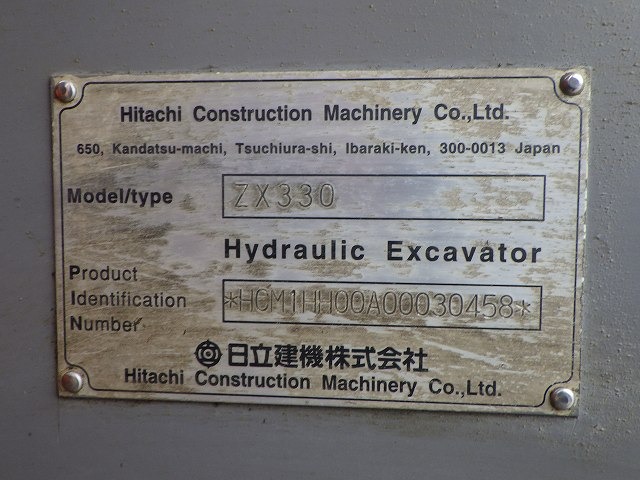 Hitachi Construction Machinery Co.,Ltd.
650, Kandatsu-machi, Tsuchiura-shi, Ibaraki-ken, 300-0013 Japan
Model/type ZX330
Hydraulic Excavator
Product
Identification *HCM1HH00A00030458*
Number
日立建機株式会社
Hitachi Construction Machinery Co.,Ltd.